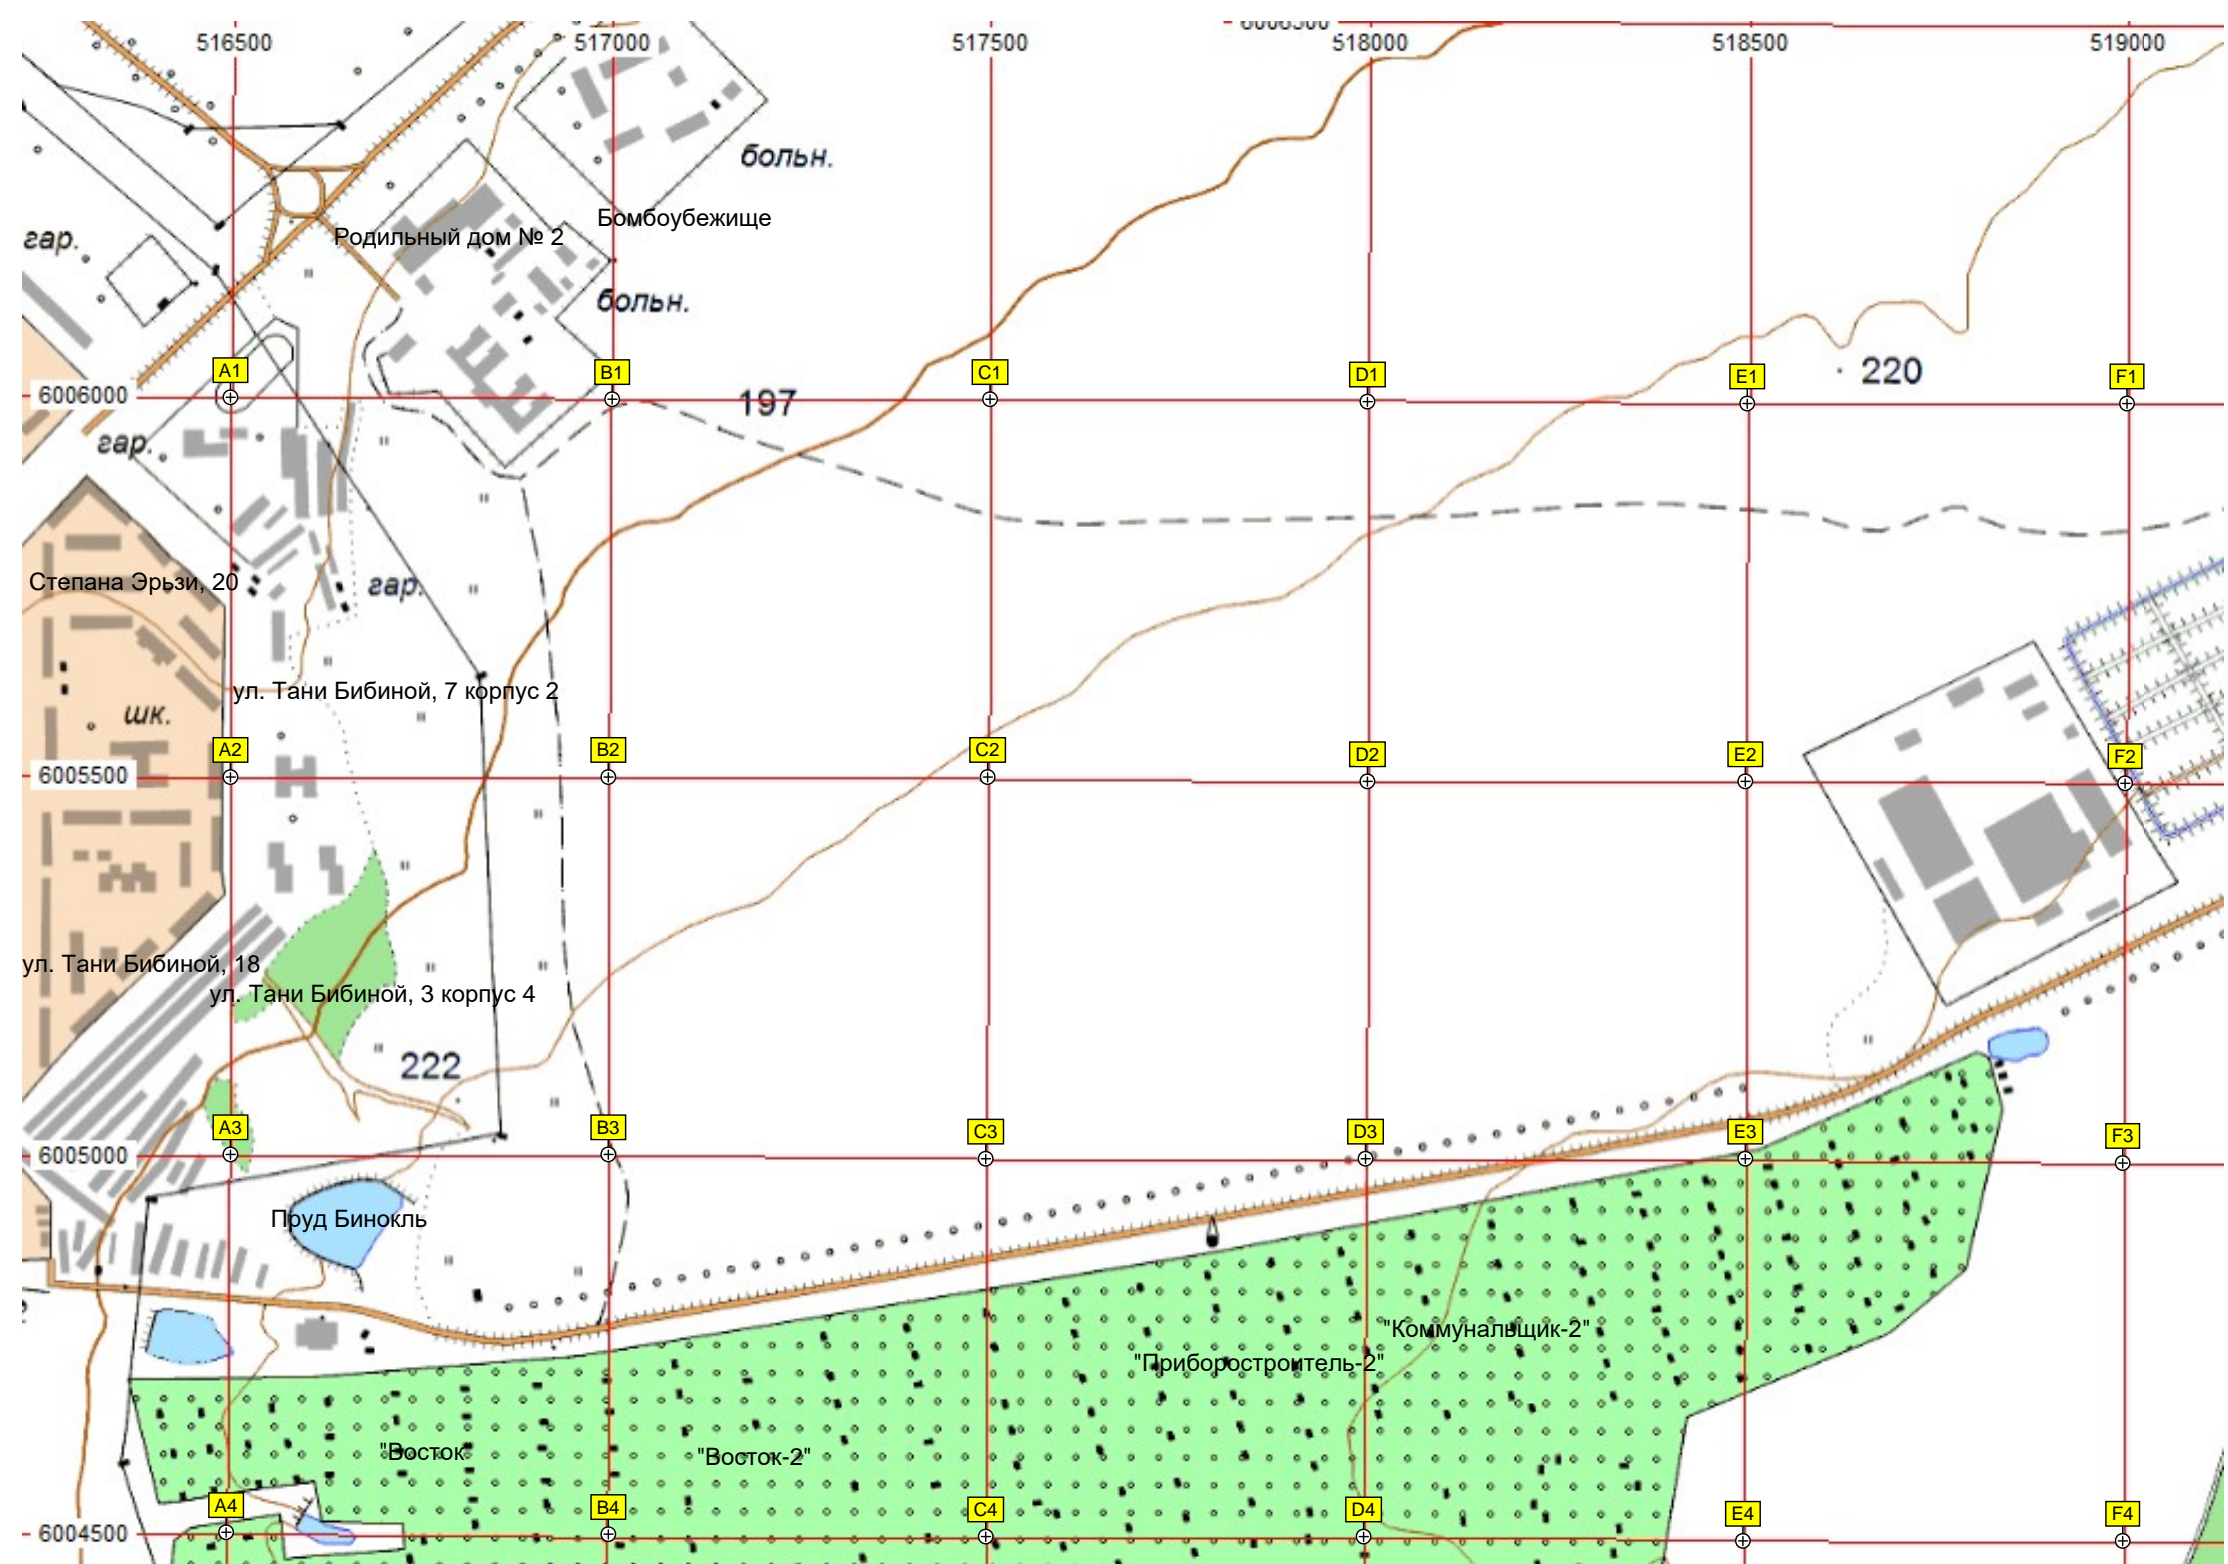 6006500
516500 517000 517500 518000 518500 519000
больн.
Бомбоубежище
гар.
Родильный дом № 2
больн.
A1 B1 C1 D1 E1 F1
220
6006000
197
гар.
Степана Эрьзи, 20
гар.
ул. Тани Бибиной, 7 корпус 2
шк.
A2 B2 C2 D2 E2 F2
6005500
ул. Тани Бибиной, 18
ул. Тани Бибиной, 3 корпус 4
222
A3 B3 C3 D3 E3 F3
6005000
Пруд Бинокль
"Коммунальщик-2"
"Приборостроитель-2"
"Восток"
"Восток-2"
A4 B4 C4 D4 E4 F4
6004500